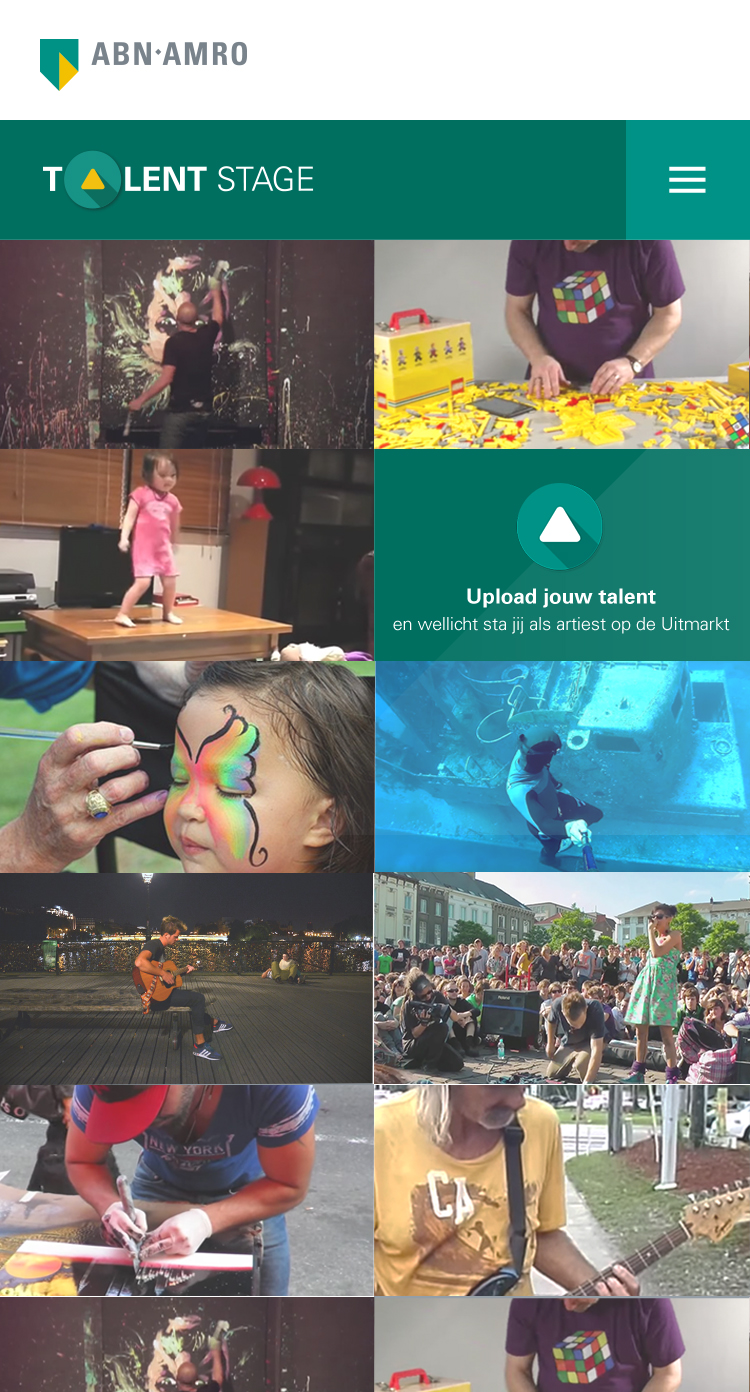 ABN·AMRO
TALENT STAGE
Upload jouw talent
en wellicht sta jij als artiest op de Uitmarkt
NEW YORK
CA